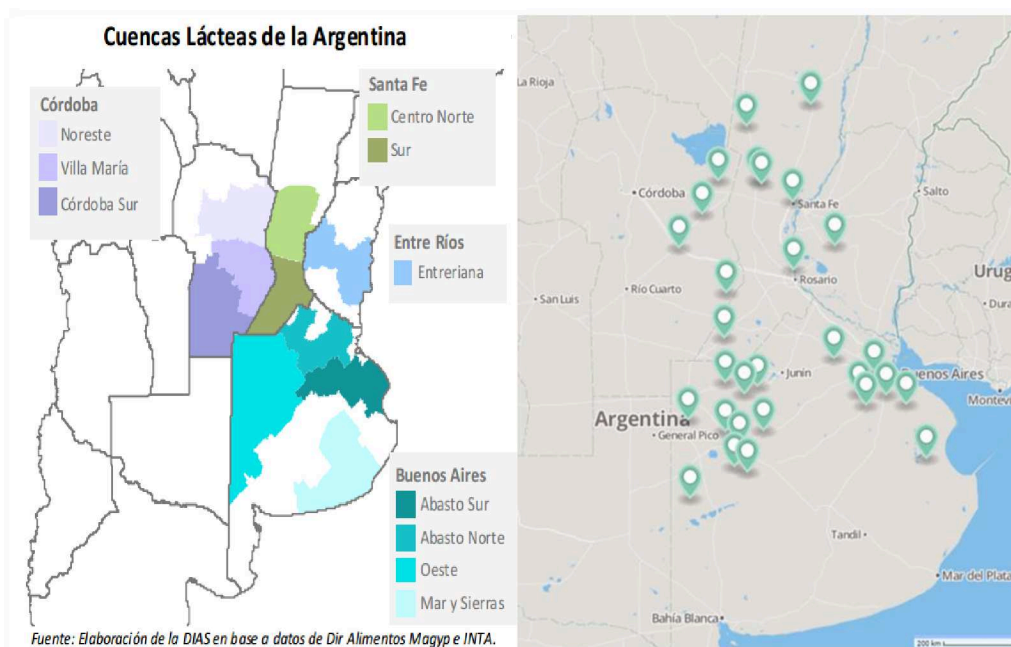 Cuencas Lácteas de la Argentina
Córdoba
Noreste
Villa María
Córdoba Sur
Santa Fe
Centro Norte
Sur
Entre Ríos
Entreriana
Buenos Aires
Abasto Sur
Abasto Norte
Oeste
Mar y Sierras
Fuente: Elaboración de la DIAS en base a datos de Dir Alimentos Magyp e INTA.
La Rioja
Córdoba
Santa Fe
Salto
Rosario
Urug
San Luis
Río Cuarto
Dura
Junín
Buenos Aires
Montevi
Argentina
General Pico
Tandil
Mar del Plata
Bahía Blanca
200 km